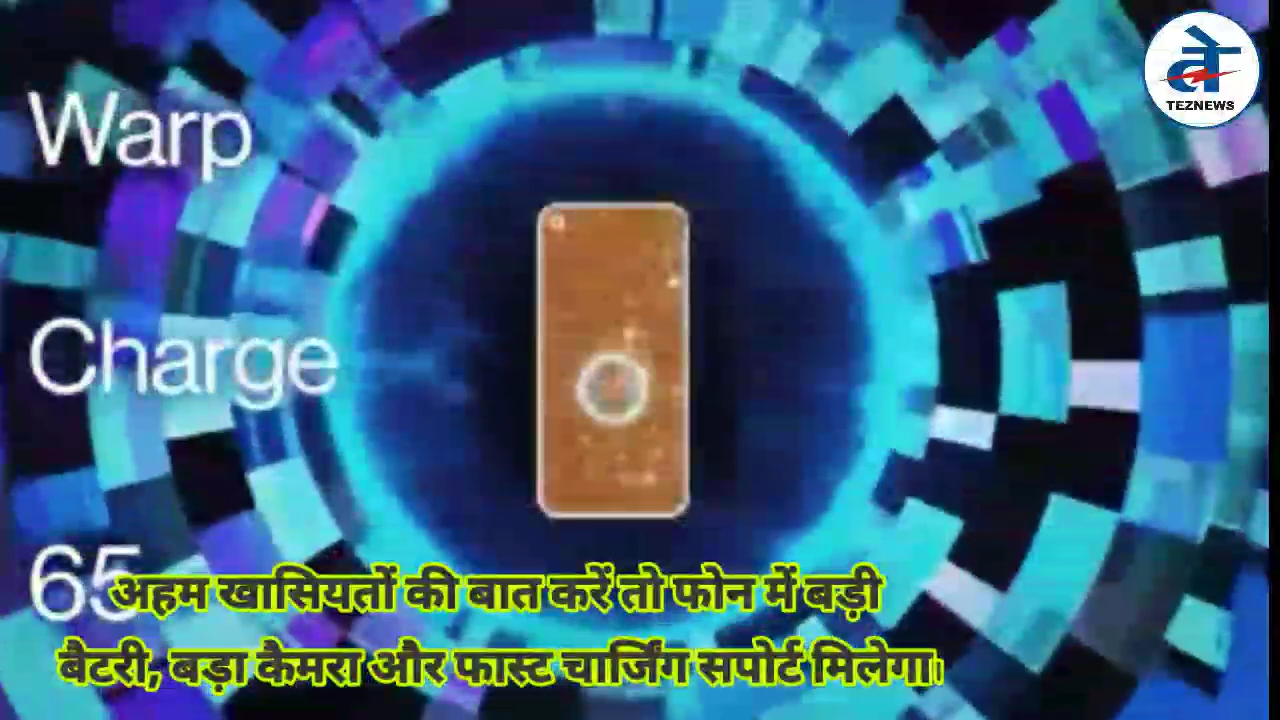 Warp
Charge
65
अहम खासियतों की बात करें तो फोन में बड़ी
बैटरी, बड़ा कैमरा और फास्ट चार्जिंग सपोर्ट मिलेगा।
ते
TEZNEWS